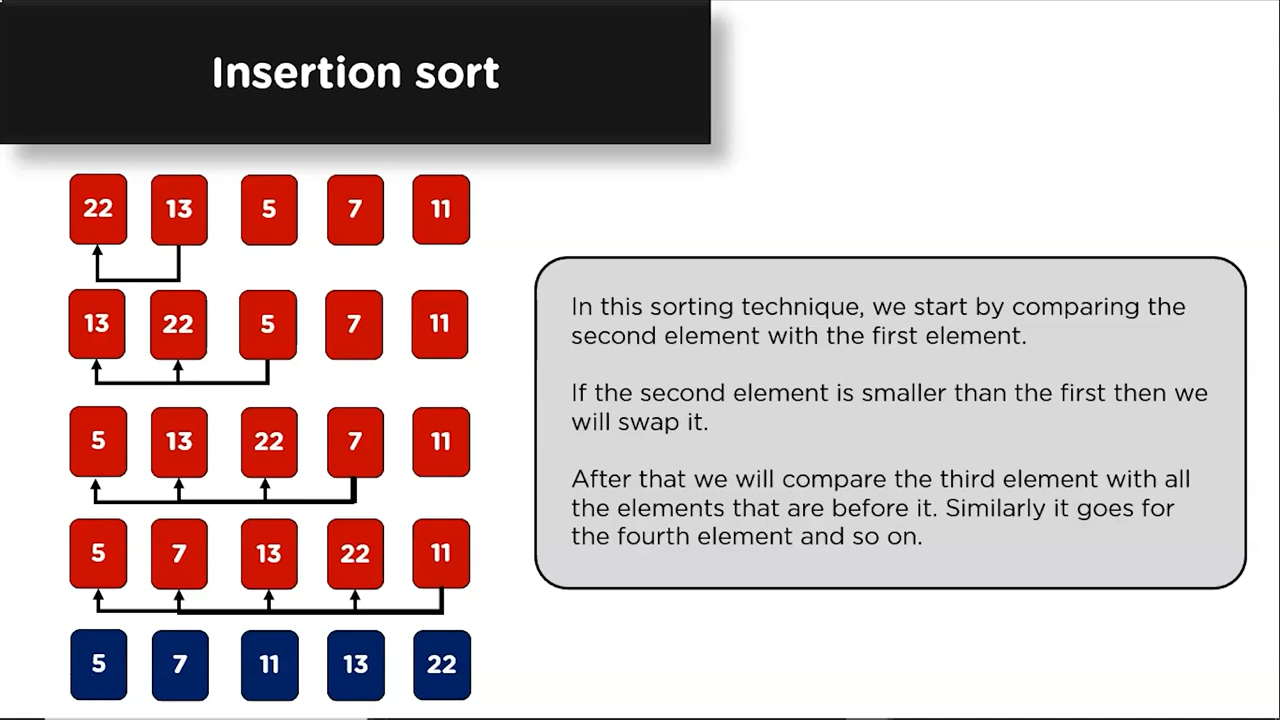 Insertion sort
22 13 5 7 11
13 22 5 7 11
5 13 22 7 11
5 7 13 22 11
5 7 11 13 22
In this sorting technique, we start by comparing the
second element with the first element.
If the second element is smaller than the first then we
will swap it.
After that we will compare the third element with all
the elements that are before it. Similarly it goes for
the fourth element and so on.